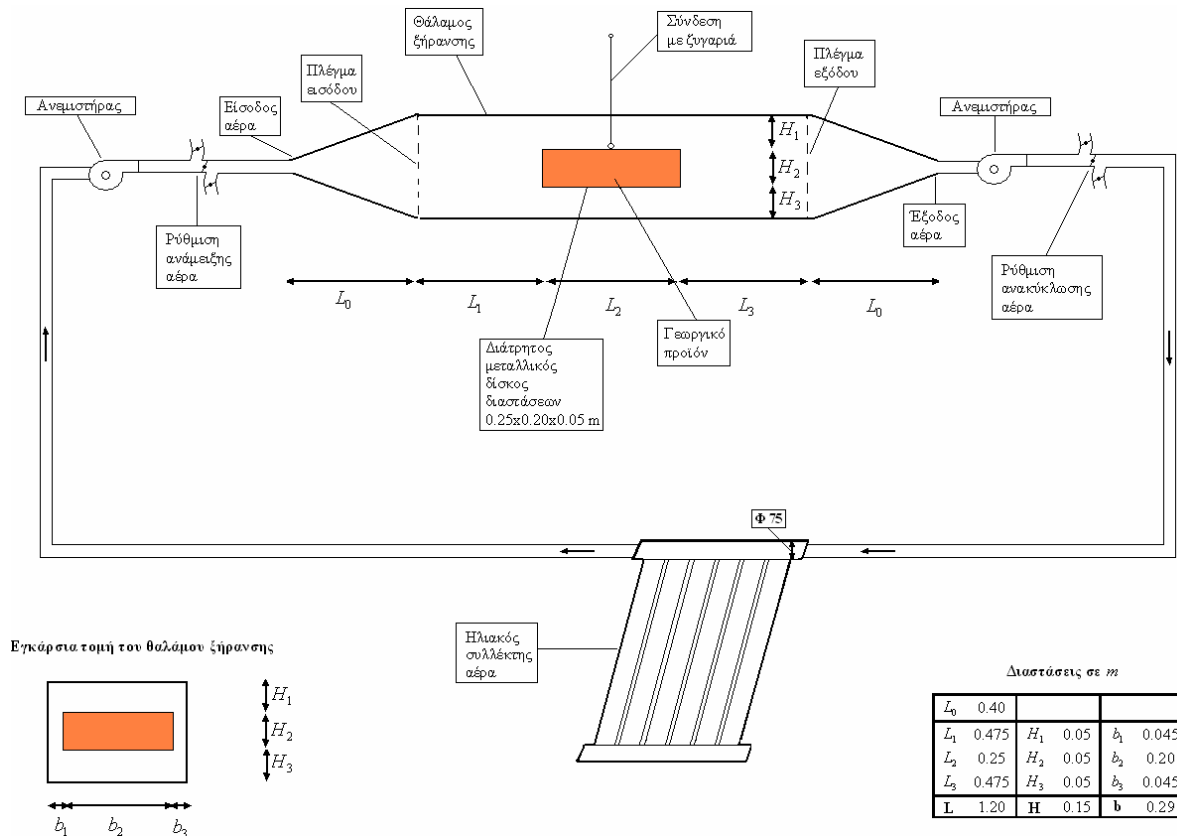 Θάλαμος
ξήρανσης
Σύνδεση
με ζυγαριά
Πλέγμα
εισόδου
Πλέγμα
εξόδου
Ανεμιστήρας
Είσοδος
αέρα
Ανεμιστήρας
H1
H2
H3
Ρύθμιση
ανάμειξης
αέρα
Έξοδος
αέρα
Ρύθμιση
ανακύκλωσης
αέρα
L0 L1 L2 L3 L0
Διάτρητος
μεταλλικός
δίσκος
διαστάσεων
0.25x0.20x0.05 m
Γεωργικό
προϊόν
Φ 75
Ηλιακός
συλλέκτης
αέρα
Εγκάρσια τομή του θαλάμου ξήρανσης
H1
H2
H3
b1 b2 b3
Διαστάσεις σε m
L0 0.40
L1 0.475 H1 0.05 b1 0.045
L2 0.25 H2 0.05 b2 0.20
L3 0.475 H3 0.05 b3 0.045
L 1.20 H 0.15 b 0.29